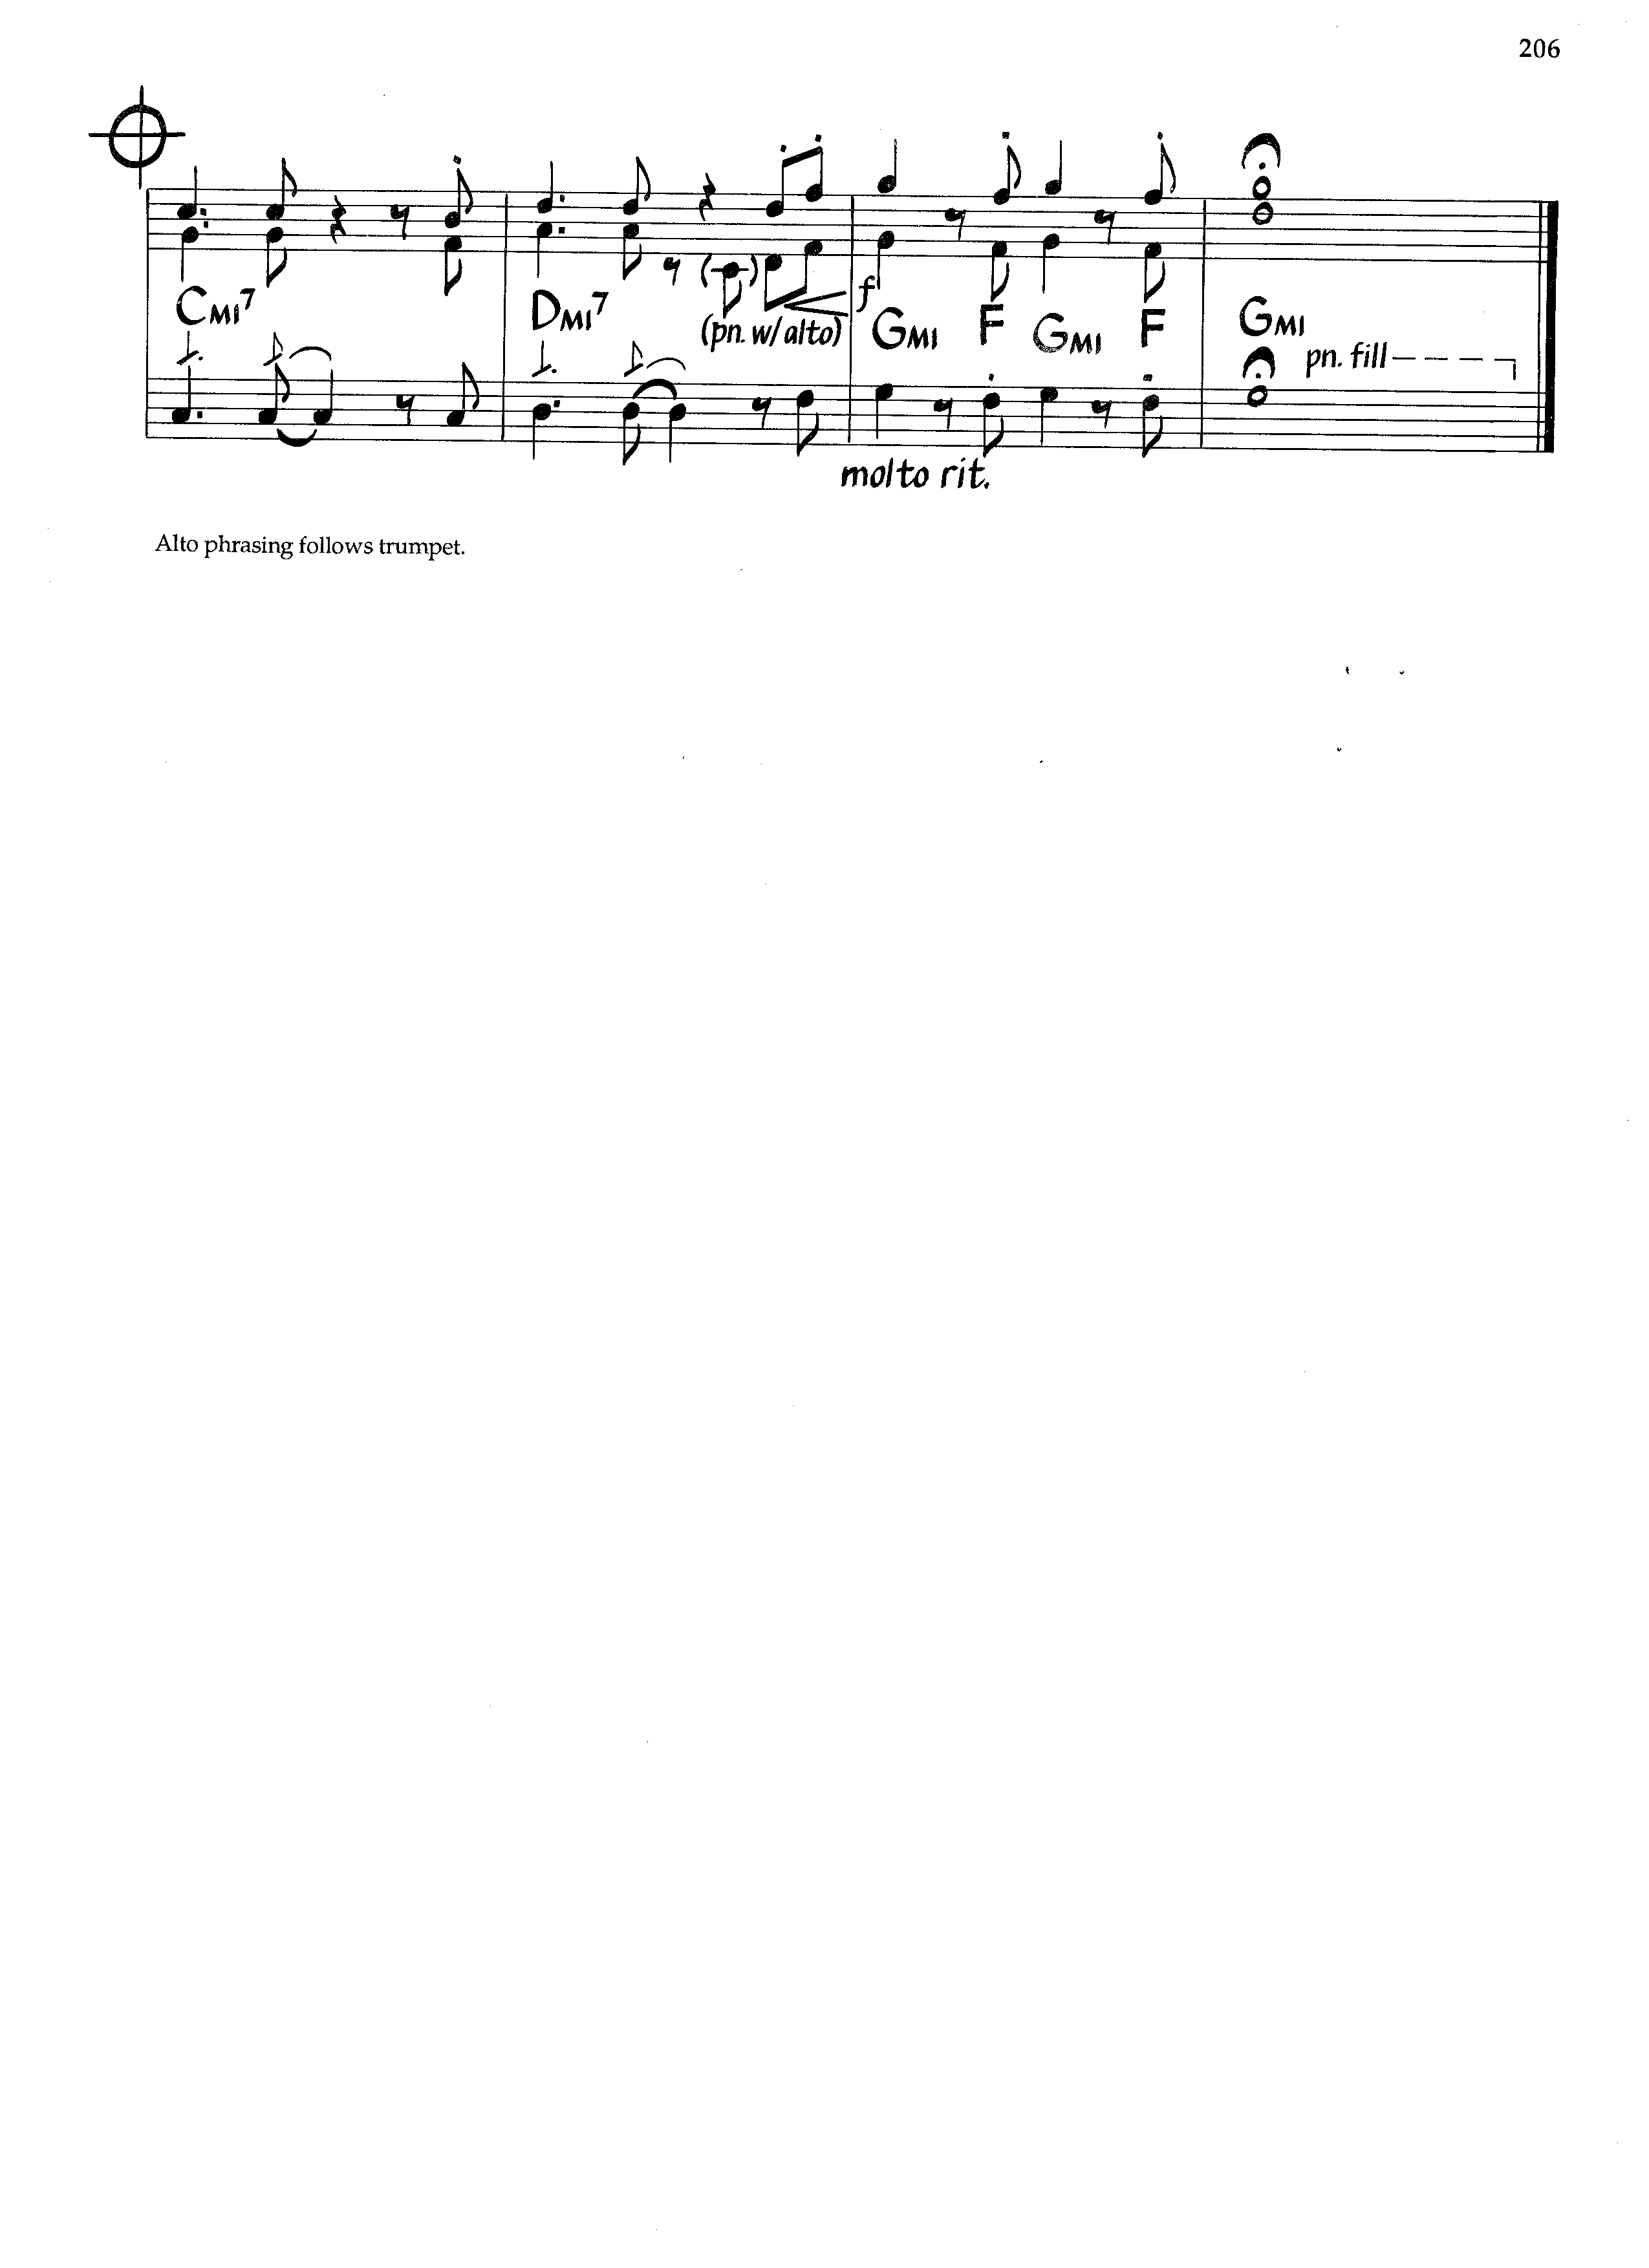 206
CMI7 DMI7 (pn. w/ alto) f GMI F GMI F GMI
pn. fill
molto rit.
Alto phrasing follows trumpet.